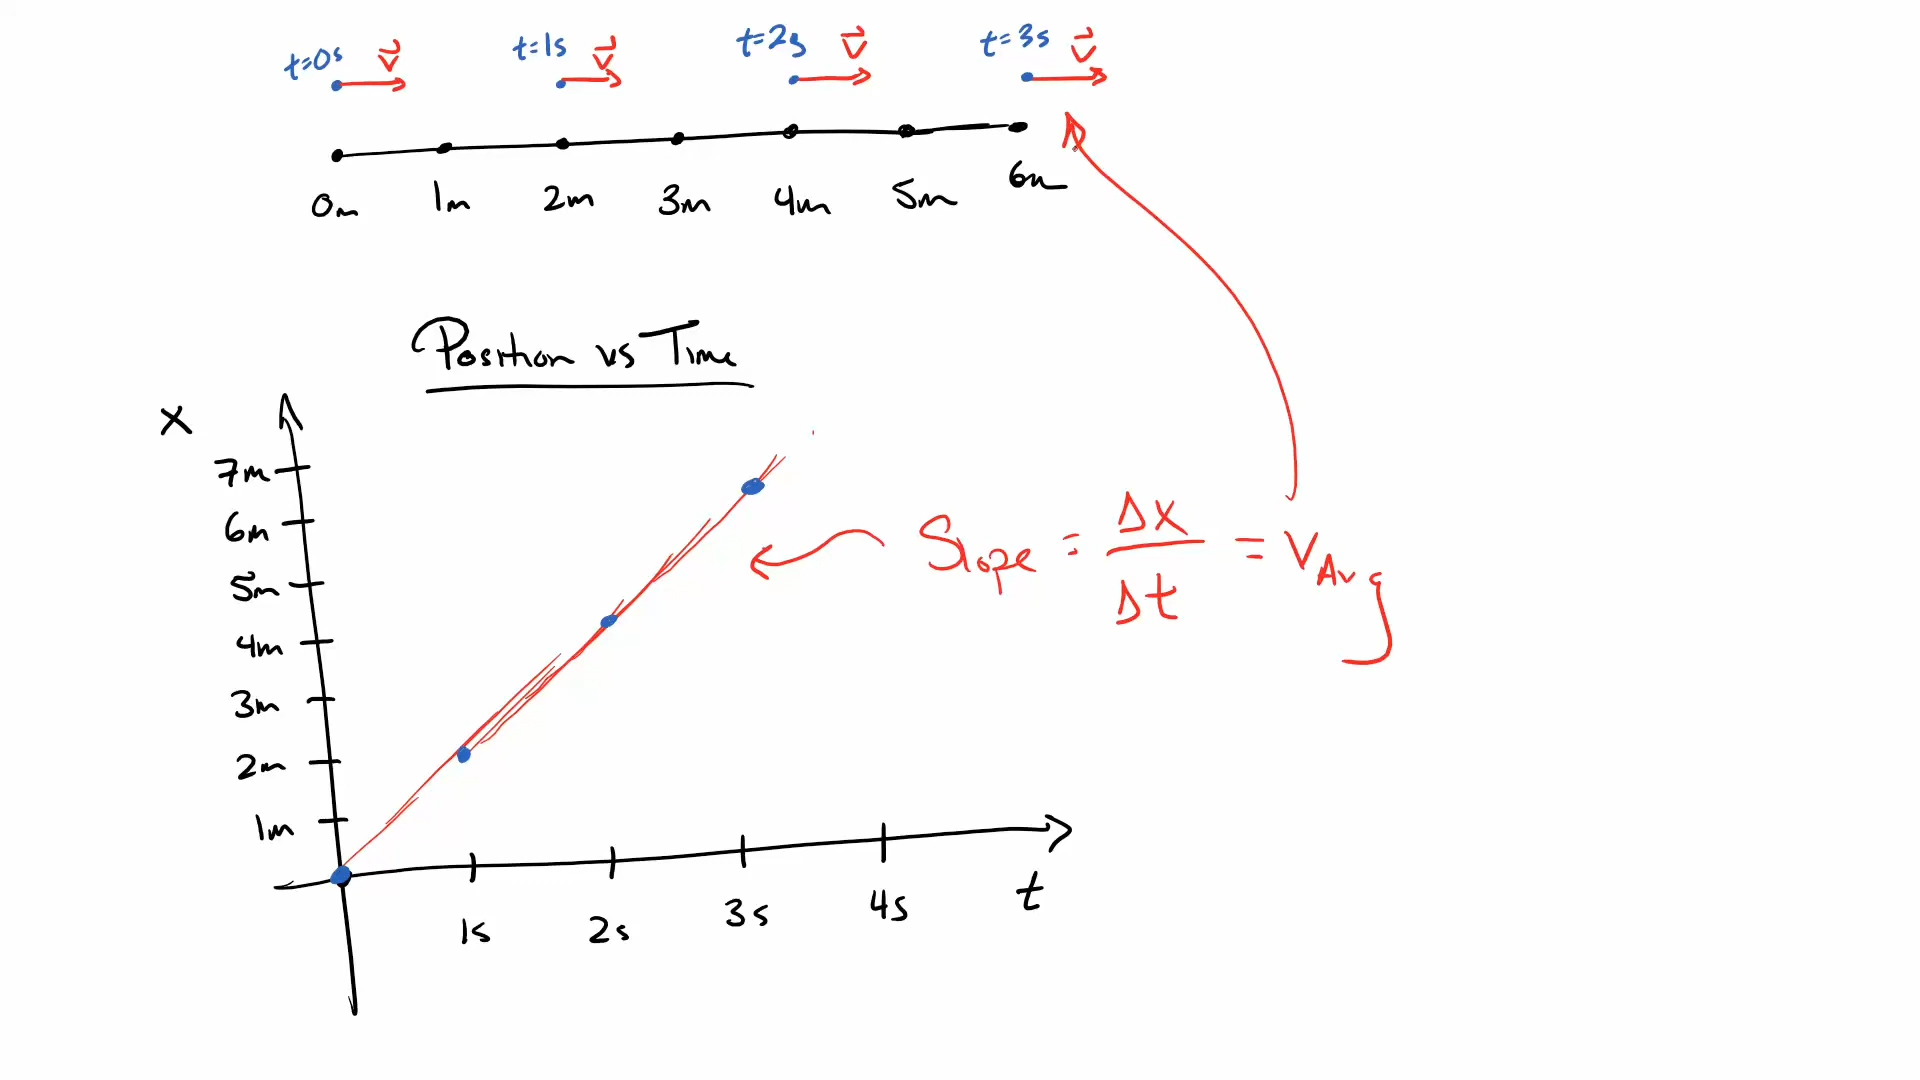 t=0s v⃗ t=1s v⃗ t=2s v⃗ t=3s v⃗
0m 1m 2m 3m 4m 5m 6m
Position vs Time
x
7m
6m
5m
4m
3m
2m
1m
Slope = Δx/Δt = vAvg
1s 2s 3s 4s t